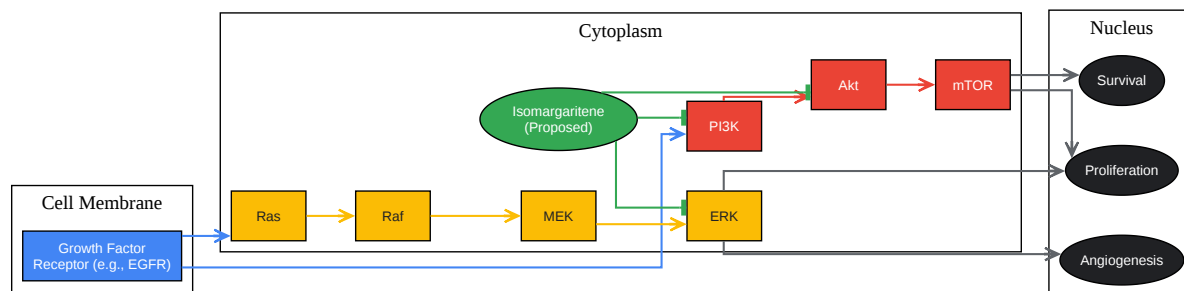 Cytoplasm
Nucleus
Akt
mTOR
Survival
Isomargaritene
(Proposed)
PI3K
Proliferation
Cell Membrane
Ras
Raf
MEK
ERK
Growth Factor
Receptor (e.g., EGFR)
Angiogenesis